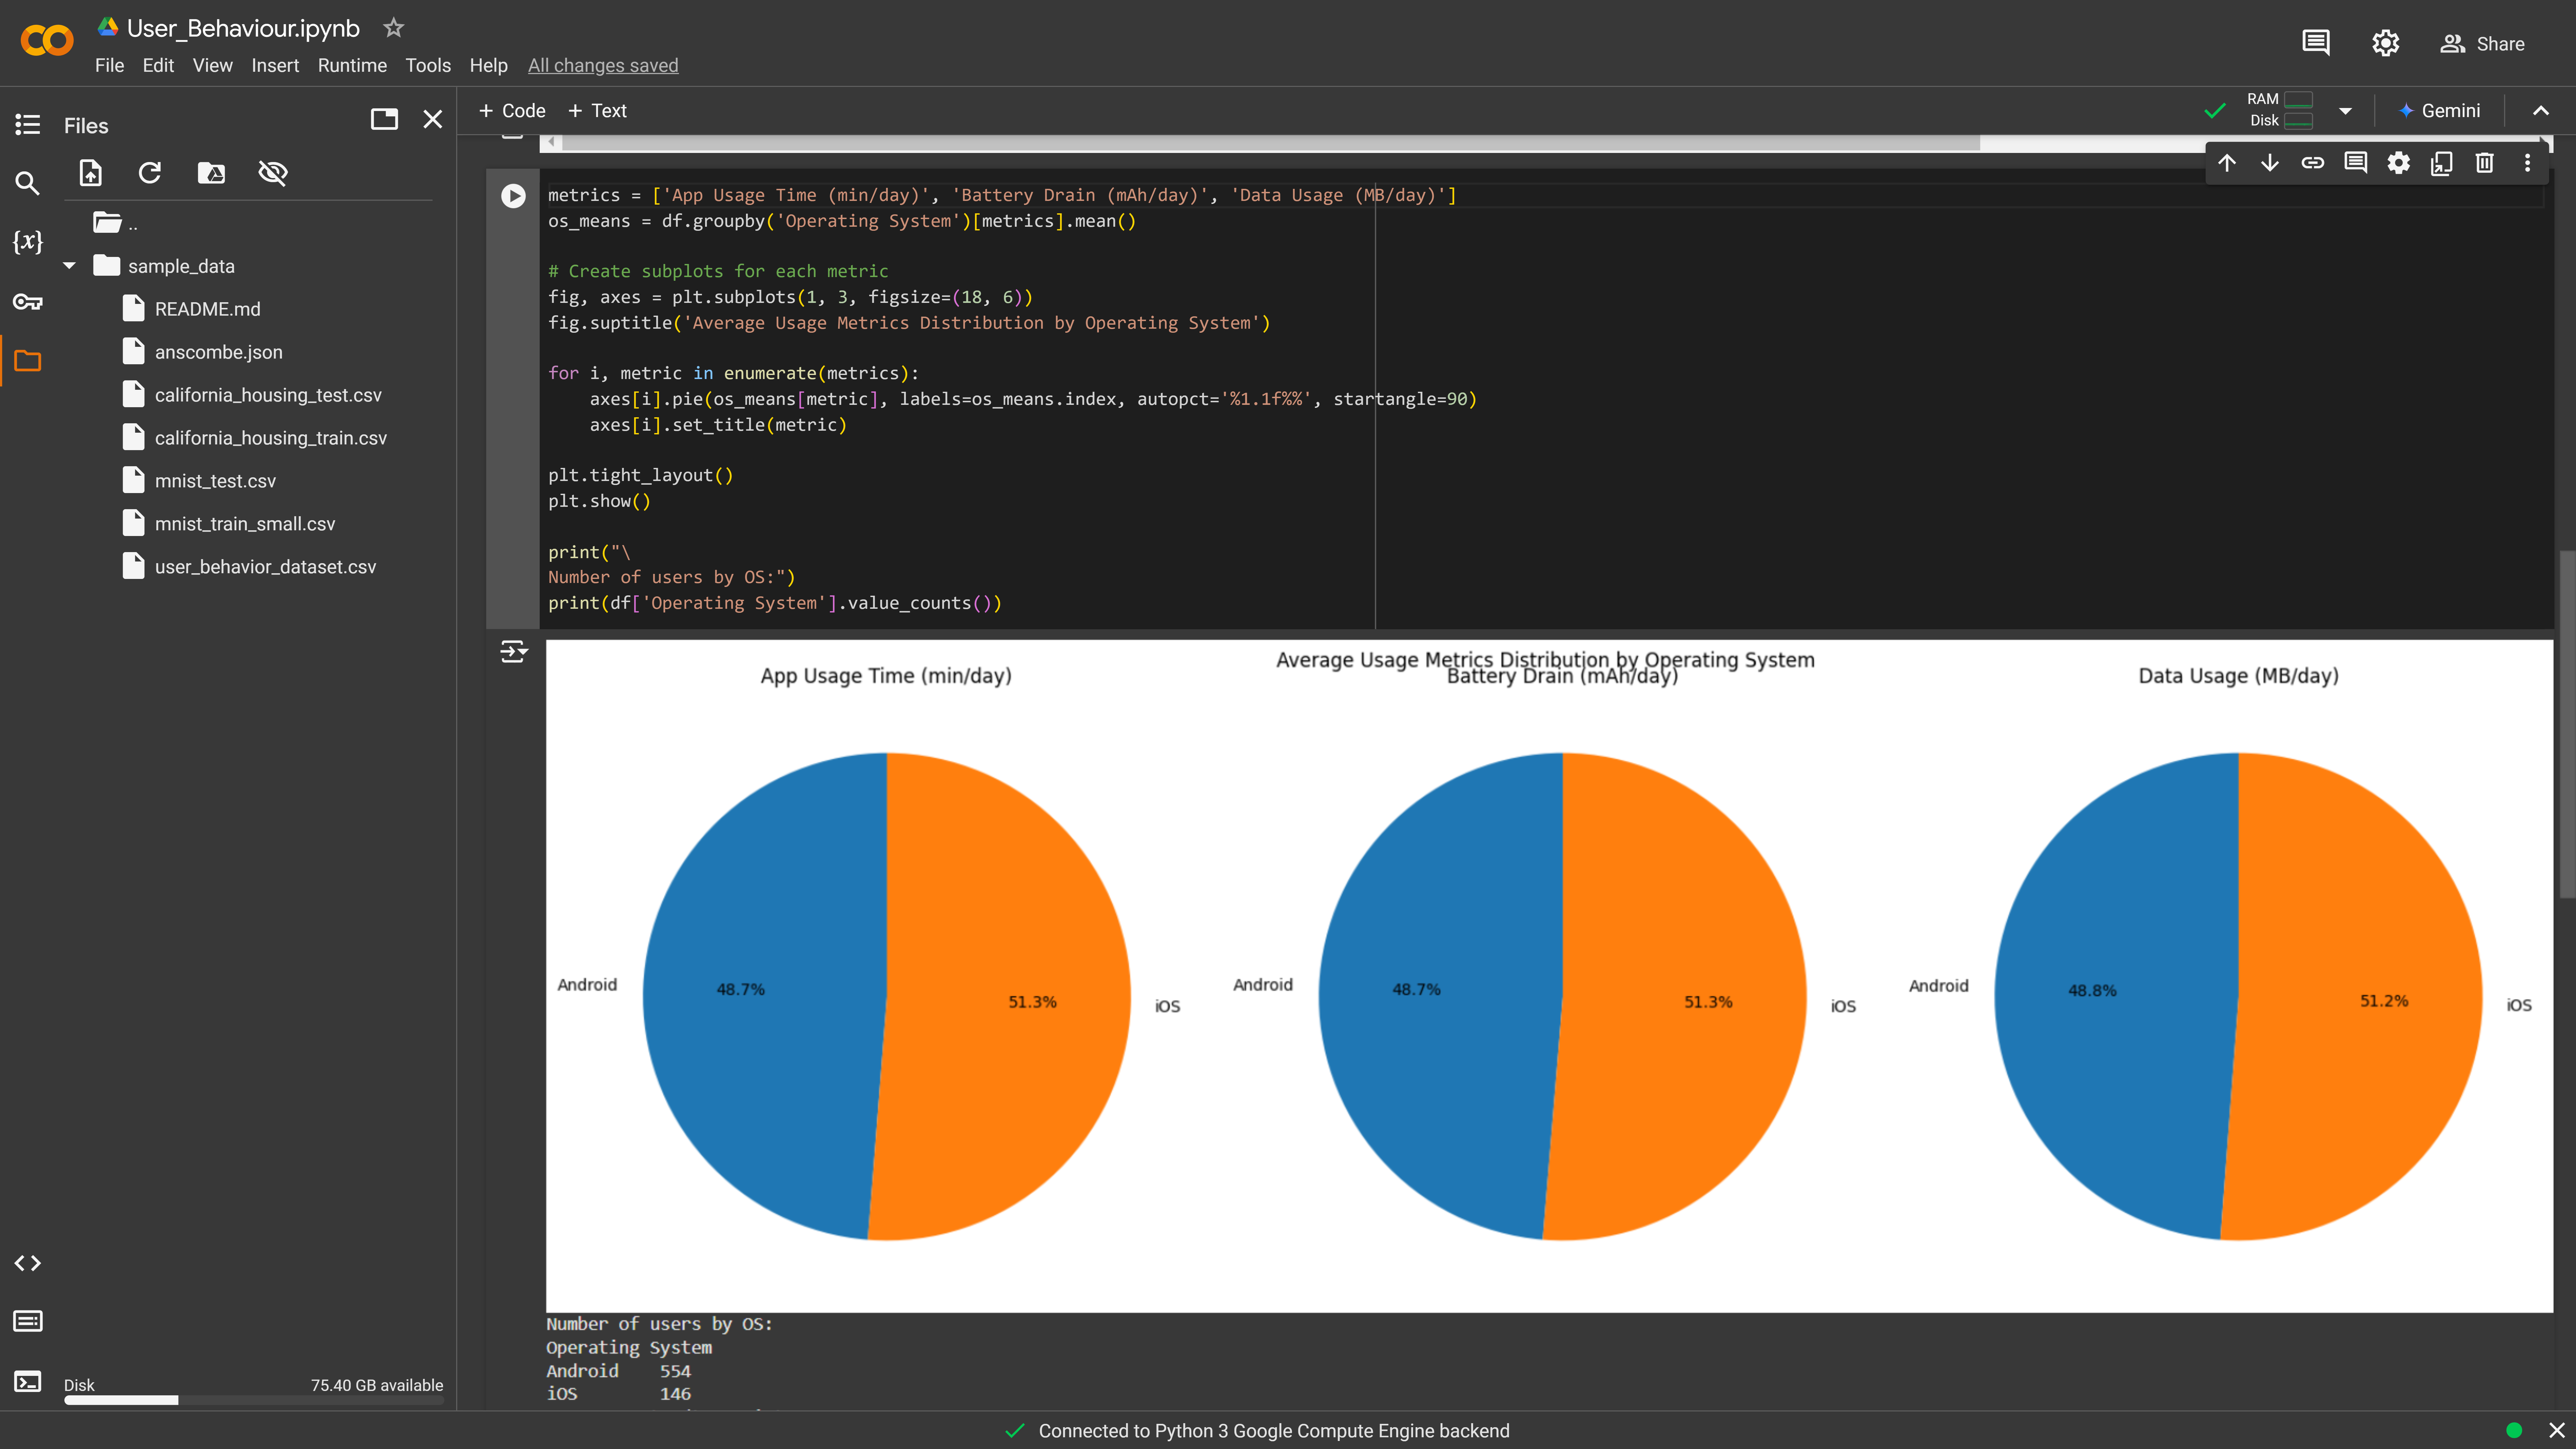 User_Behaviour.ipynb
File Edit View Insert Runtime Tools Help All changes saved
Share
Files
+ Code + Text
RAM
Disk
Gemini
..
sample_data
README.md
anscombe.json
california_housing_test.csv
california_housing_train.csv
mnist_test.csv
mnist_train_small.csv
user_behavior_dataset.csv
{x}
Disk 75.40 GB available
metrics = ['App Usage Time (min/day)', 'Battery Drain (mAh/day)', 'Data Usage (MB/day)']
os_means = df.groupby('Operating System')[metrics].mean()
# Create subplots for each metric
fig, axes = plt.subplots(1, 3, figsize=(18, 6))
fig.suptitle('Average Usage Metrics Distribution by Operating System')
for i, metric in enumerate(metrics):
    axes[i].pie(os_means[metric], labels=os_means.index, autopct='%1.1f%%', startangle=90)
    axes[i].set_title(metric)
plt.tight_layout()
plt.show()
print("\
Number of users by OS:")
print(df['Operating System'].value_counts())
Average Usage Metrics Distribution by Operating System
App Usage Time (min/day)
Battery Drain (mAh/day)
Data Usage (MB/day)
Android 48.7% 51.3% iOS
Android 48.7% 51.3% iOS
Android 48.8% 51.2% iOS
Number of users by OS:
Operating System
Android    554
iOS        146
Connected to Python 3 Google Compute Engine backend